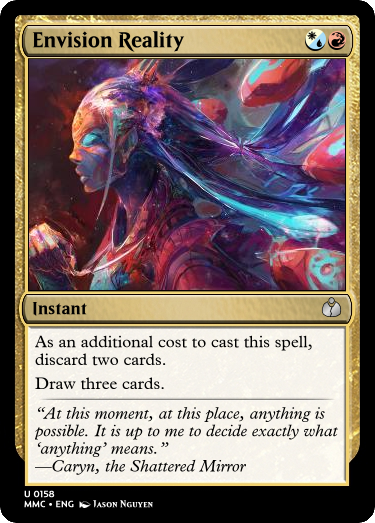 Envision Reality
Instant
As an additional cost to cast this spell,
discard two cards.
Draw three cards.
“At this moment, at this place, anything is
possible. It is up to me to decide exactly what
‘anything’ means.”
—Caryn, the Shattered Mirror
U 0158
MMC • ENG Jason Nguyen